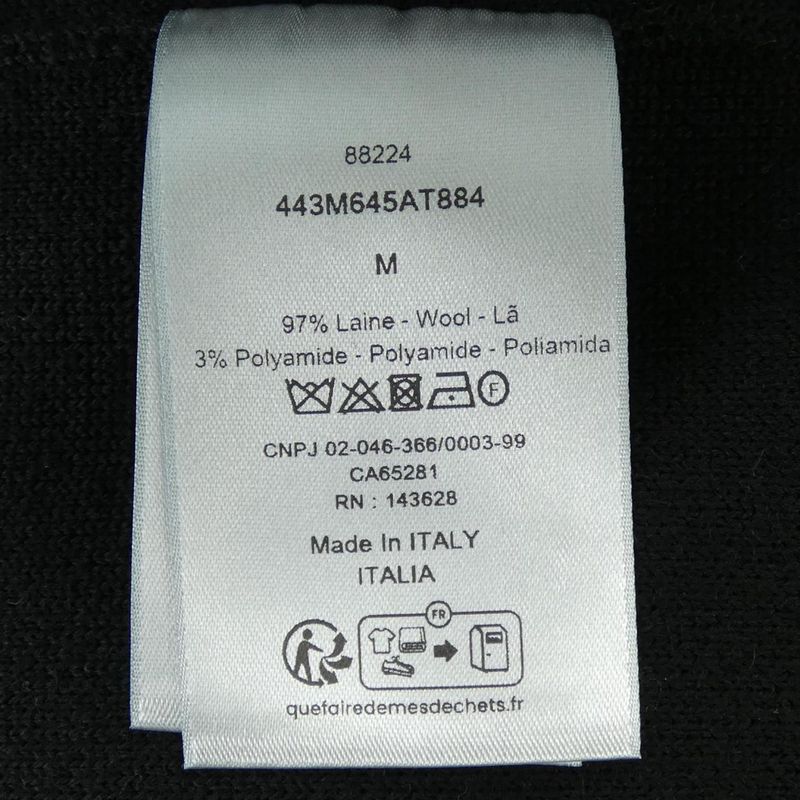 88224
443M645AT884
M
97% Laine - Wool - Lã
3% Polyamide - Polyamide - Poliamida
F
CNPJ 02-046-366/0003-99
CA65281
RN : 143628
Made In ITALY
ITALIA
FR
quefairedemesdechets.fr